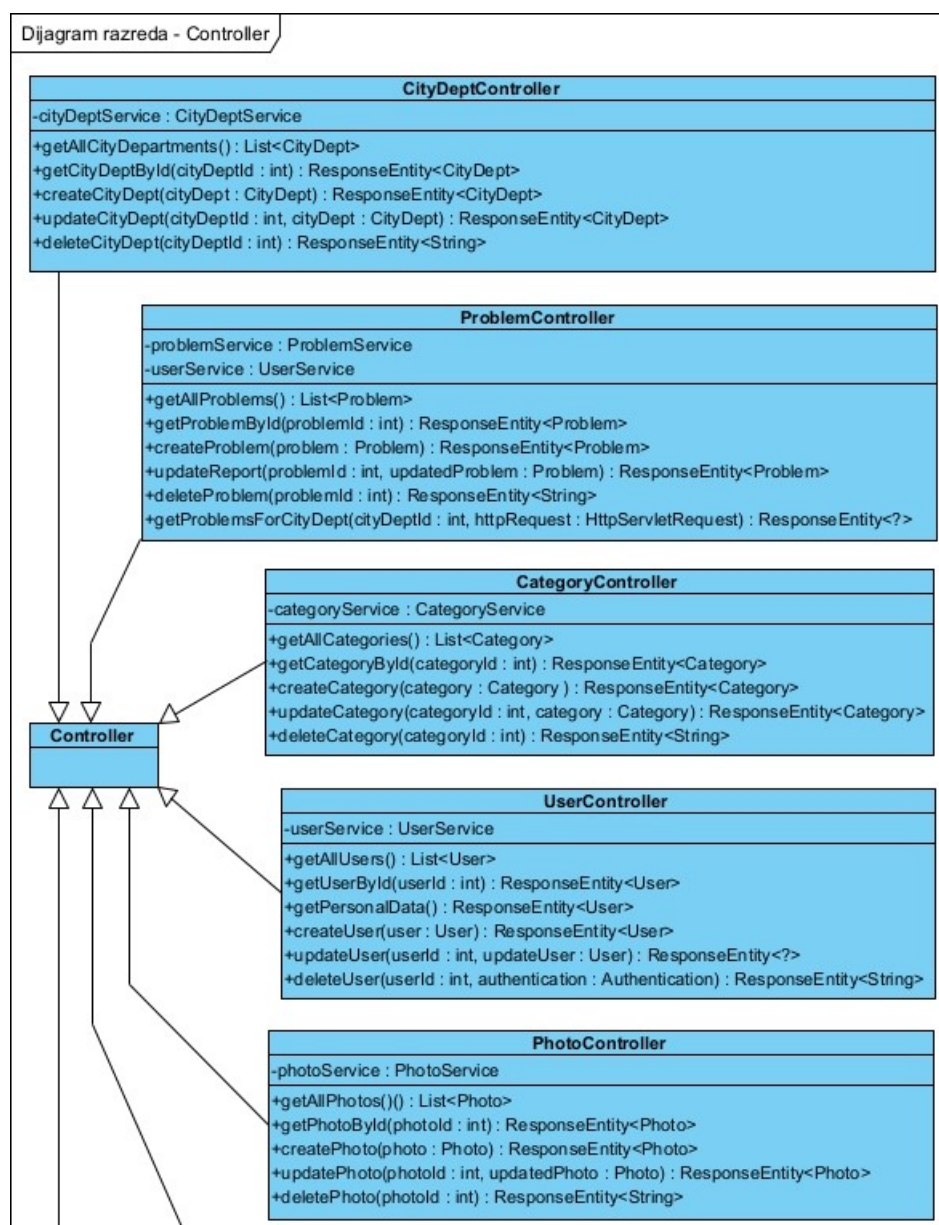 Dijagram razreda - Controller
CityDeptController
-cityDeptService : CityDeptService
+getAllCityDepartments() : List<CityDept>
+getCityDeptById(cityDeptId : int) : ResponseEntity<CityDept>
+createCityDept(cityDept : CityDept) : ResponseEntity<CityDept>
+updateCityDept(cityDeptId : int, cityDept : CityDept) : ResponseEntity<CityDept>
+deleteCityDept(cityDeptId : int) : ResponseEntity<String>
ProblemController
-problemService : ProblemService
-userService : UserService
+getAllProblems() : List<Problem>
+getProblemById(problemId : int) : ResponseEntity<Problem>
+createProblem(problem : Problem) : ResponseEntity<Problem>
+updateReport(problemId : int, updatedProblem : Problem) : ResponseEntity<Problem>
+deleteProblem(problemId : int) : ResponseEntity<String>
+getProblemsForCityDept(cityDeptId : int, httpRequest : HttpServletRequest) : ResponseEntity<?>
CategoryController
-categoryService : CategoryService
+getAllCategories() : List<Category>
+getCategoryById(categoryId : int) : ResponseEntity<Category>
+createCategory(category : Category ) : ResponseEntity<Category>
+updateCategory(categoryId : int, category : Category) : ResponseEntity<Category>
+deleteCategory(categoryId : int) : ResponseEntity<String>
Controller
UserController
-userService : UserService
+getAllUsers() : List<User>
+getUserById(userId : int) : ResponseEntity<User>
+getPersonalData() : ResponseEntity<User>
+createUser(user : User) : ResponseEntity<User>
+updateUser(userId : int, updateUser : User) : ResponseEntity<?>
+deleteUser(userId : int, authentication : Authentication) : ResponseEntity<String>
PhotoController
-photoService : PhotoService
+getAllPhotos()() : List<Photo>
+getPhotoById(photoId : int) : ResponseEntity<Photo>
+createPhoto(photo : Photo) : ResponseEntity<Photo>
+updatePhoto(photoId : int, updatedPhoto : Photo) : ResponseEntity<Photo>
+deletePhoto(photoId : int) : ResponseEntity<String>